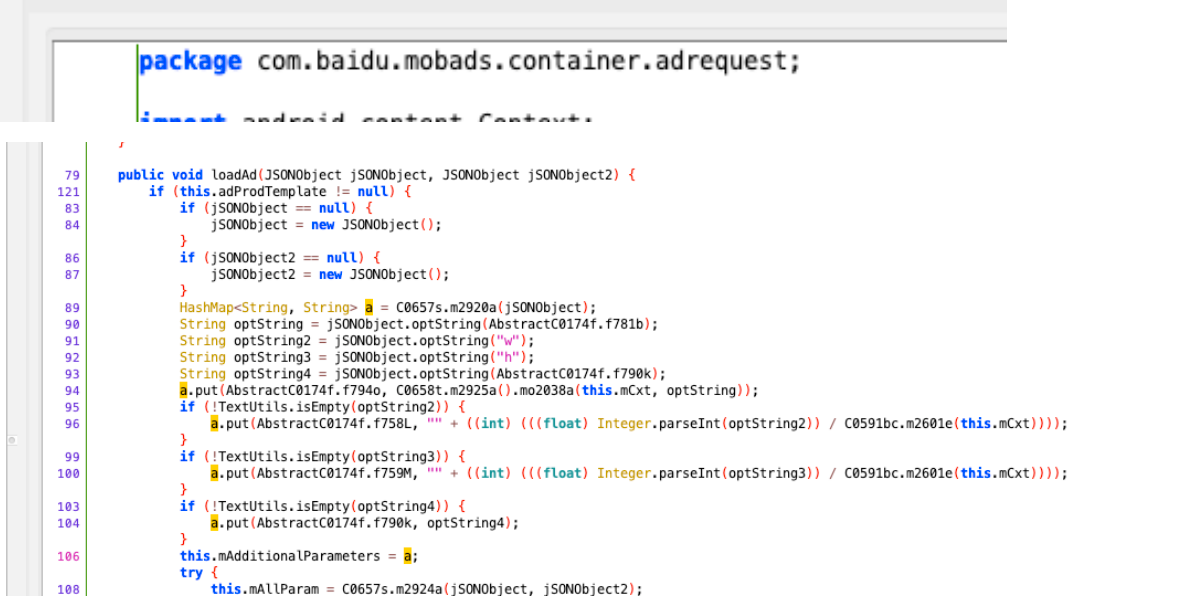 package com.baidu.mobads.container.adrequest;
import android.content.Context;
}
79 public void loadAd(JSONObject jSONObject, JSONObject jSONObject2) {
121 if (this.adProdTemplate != null) {
83 if (jSONObject == null) {
84 jSONObject = new JSONObject();
}
86 if (jSONObject2 == null) {
87 jSONObject2 = new JSONObject();
}
89 HashMap<String, String> a = C0657s.m2920a(jSONObject);
90 String optString = jSONObject.optString(AbstractC0174f.f781b);
91 String optString2 = jSONObject.optString("w");
92 String optString3 = jSONObject.optString("h");
93 String optString4 = jSONObject.optString(AbstractC0174f.f790k);
94 a.put(AbstractC0174f.f794o, C0658t.m2925a().mo2038a(this.mCxt, optString));
95 if (!TextUtils.isEmpty(optString2)) {
96 a.put(AbstractC0174f.f758L, "" + ((int) (((float) Integer.parseInt(optString2)) / C0591bc.m2601e(this.mCxt))));
}
99 if (!TextUtils.isEmpty(optString3)) {
100 a.put(AbstractC0174f.f759M, "" + ((int) (((float) Integer.parseInt(optString3)) / C0591bc.m2601e(this.mCxt))));
}
103 if (!TextUtils.isEmpty(optString4)) {
104 a.put(AbstractC0174f.f790k, optString4);
}
106 this.mAdditionalParameters = a;
try {
108 this.mAllParam = C0657s.m2924a(jSONObject, jSONObject2);